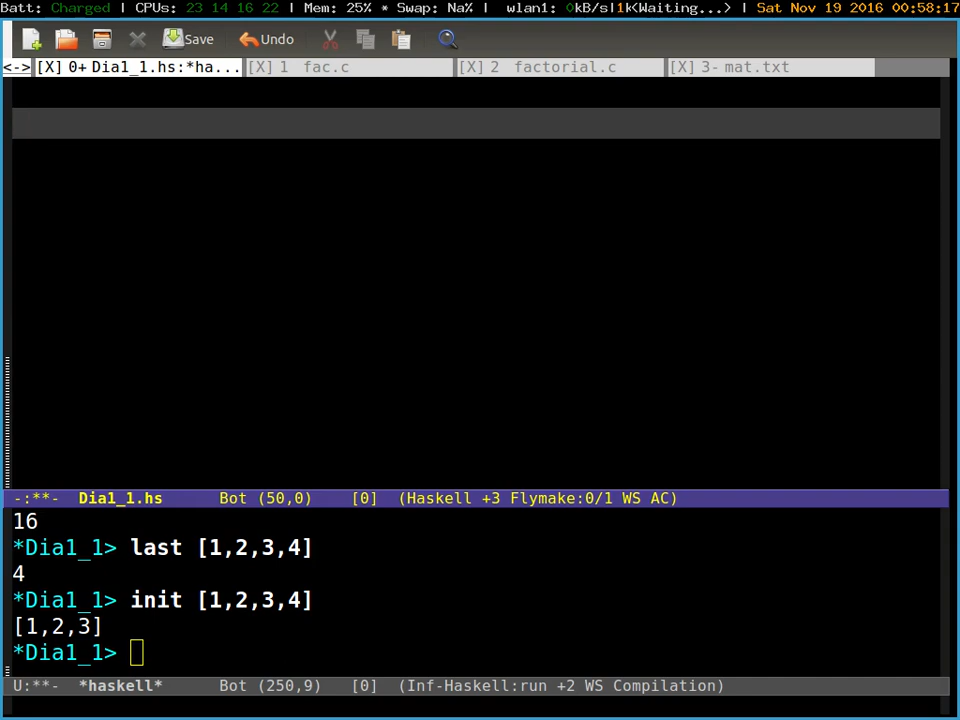 Batt: Charged | CPUs: 23 14 16 22 | Mem: 25% * Swap: Na% | wlan1: 0kB/s|1k<Waiting...> | Sat Nov 19 2016 00:58:17
Save Undo
<-> [X] 0+ Dia1_1.hs:*ha... [X] 1 fac.c [X] 2 factorial.c [X] 3- mat.txt
-:**- Dia1_1.hs Bot (50,0) [0] (Haskell +3 Flymake:0/1 WS AC)
16
*Dia1_1> last [1,2,3,4]
4
*Dia1_1> init [1,2,3,4]
[1,2,3]
*Dia1_1>
U:**- *haskell* Bot (250,9) [0] (Inf-Haskell:run +2 WS Compilation)